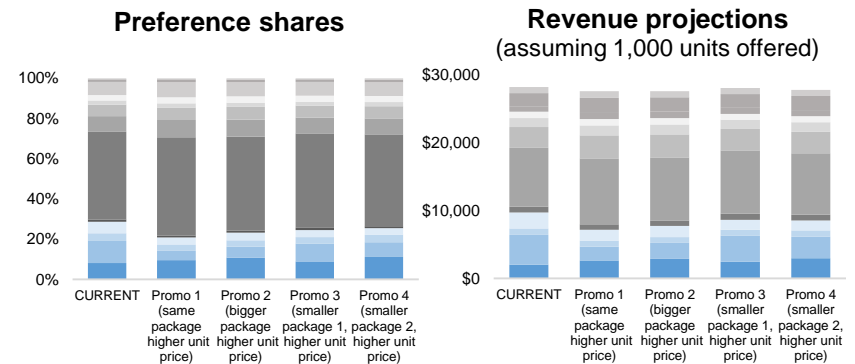 Preference shares
100%
80%
60%
40%
20%
0%
CURRENT
Promo 1
(same
package
higher unit
price)
Promo 2
(bigger
package
higher unit
price)
Promo 3
(smaller
package 1,
higher unit
price)
Promo 4
(smaller
package 2,
higher unit
price)
Revenue projections
(assuming 1,000 units offered)
$30,000
$20,000
$10,000
$0
CURRENT
Promo 1
(same
package
higher unit
price)
Promo 2
(bigger
package
higher unit
price)
Promo 3
(smaller
package 1,
higher unit
price)
Promo 4
(smaller
package 2,
higher unit
price)